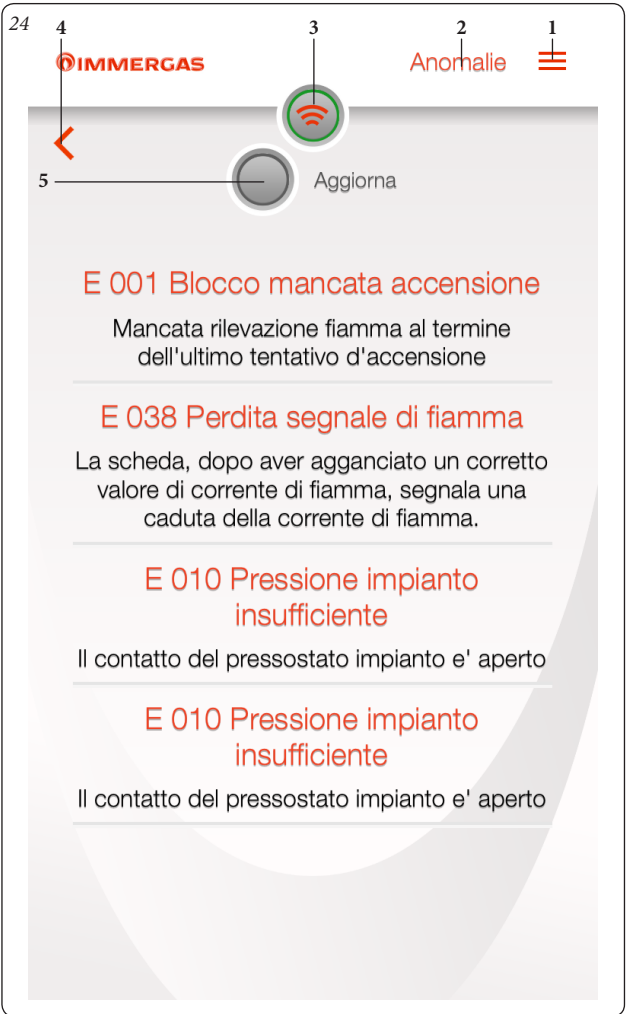 24
4 3 2 1
IMMERGAS Anomalie
5 Aggiorna
E 001 Blocco mancata accensione
Mancata rilevazione fiamma al termine
dell'ultimo tentativo d'accensione
E 038 Perdita segnale di fiamma
La scheda, dopo aver agganciato un corretto
valore di corrente di fiamma, segnala una
caduta della corrente di fiamma.
E 010 Pressione impianto
insufficiente
Il contatto del pressostato impianto e' aperto
E 010 Pressione impianto
insufficiente
Il contatto del pressostato impianto e' aperto